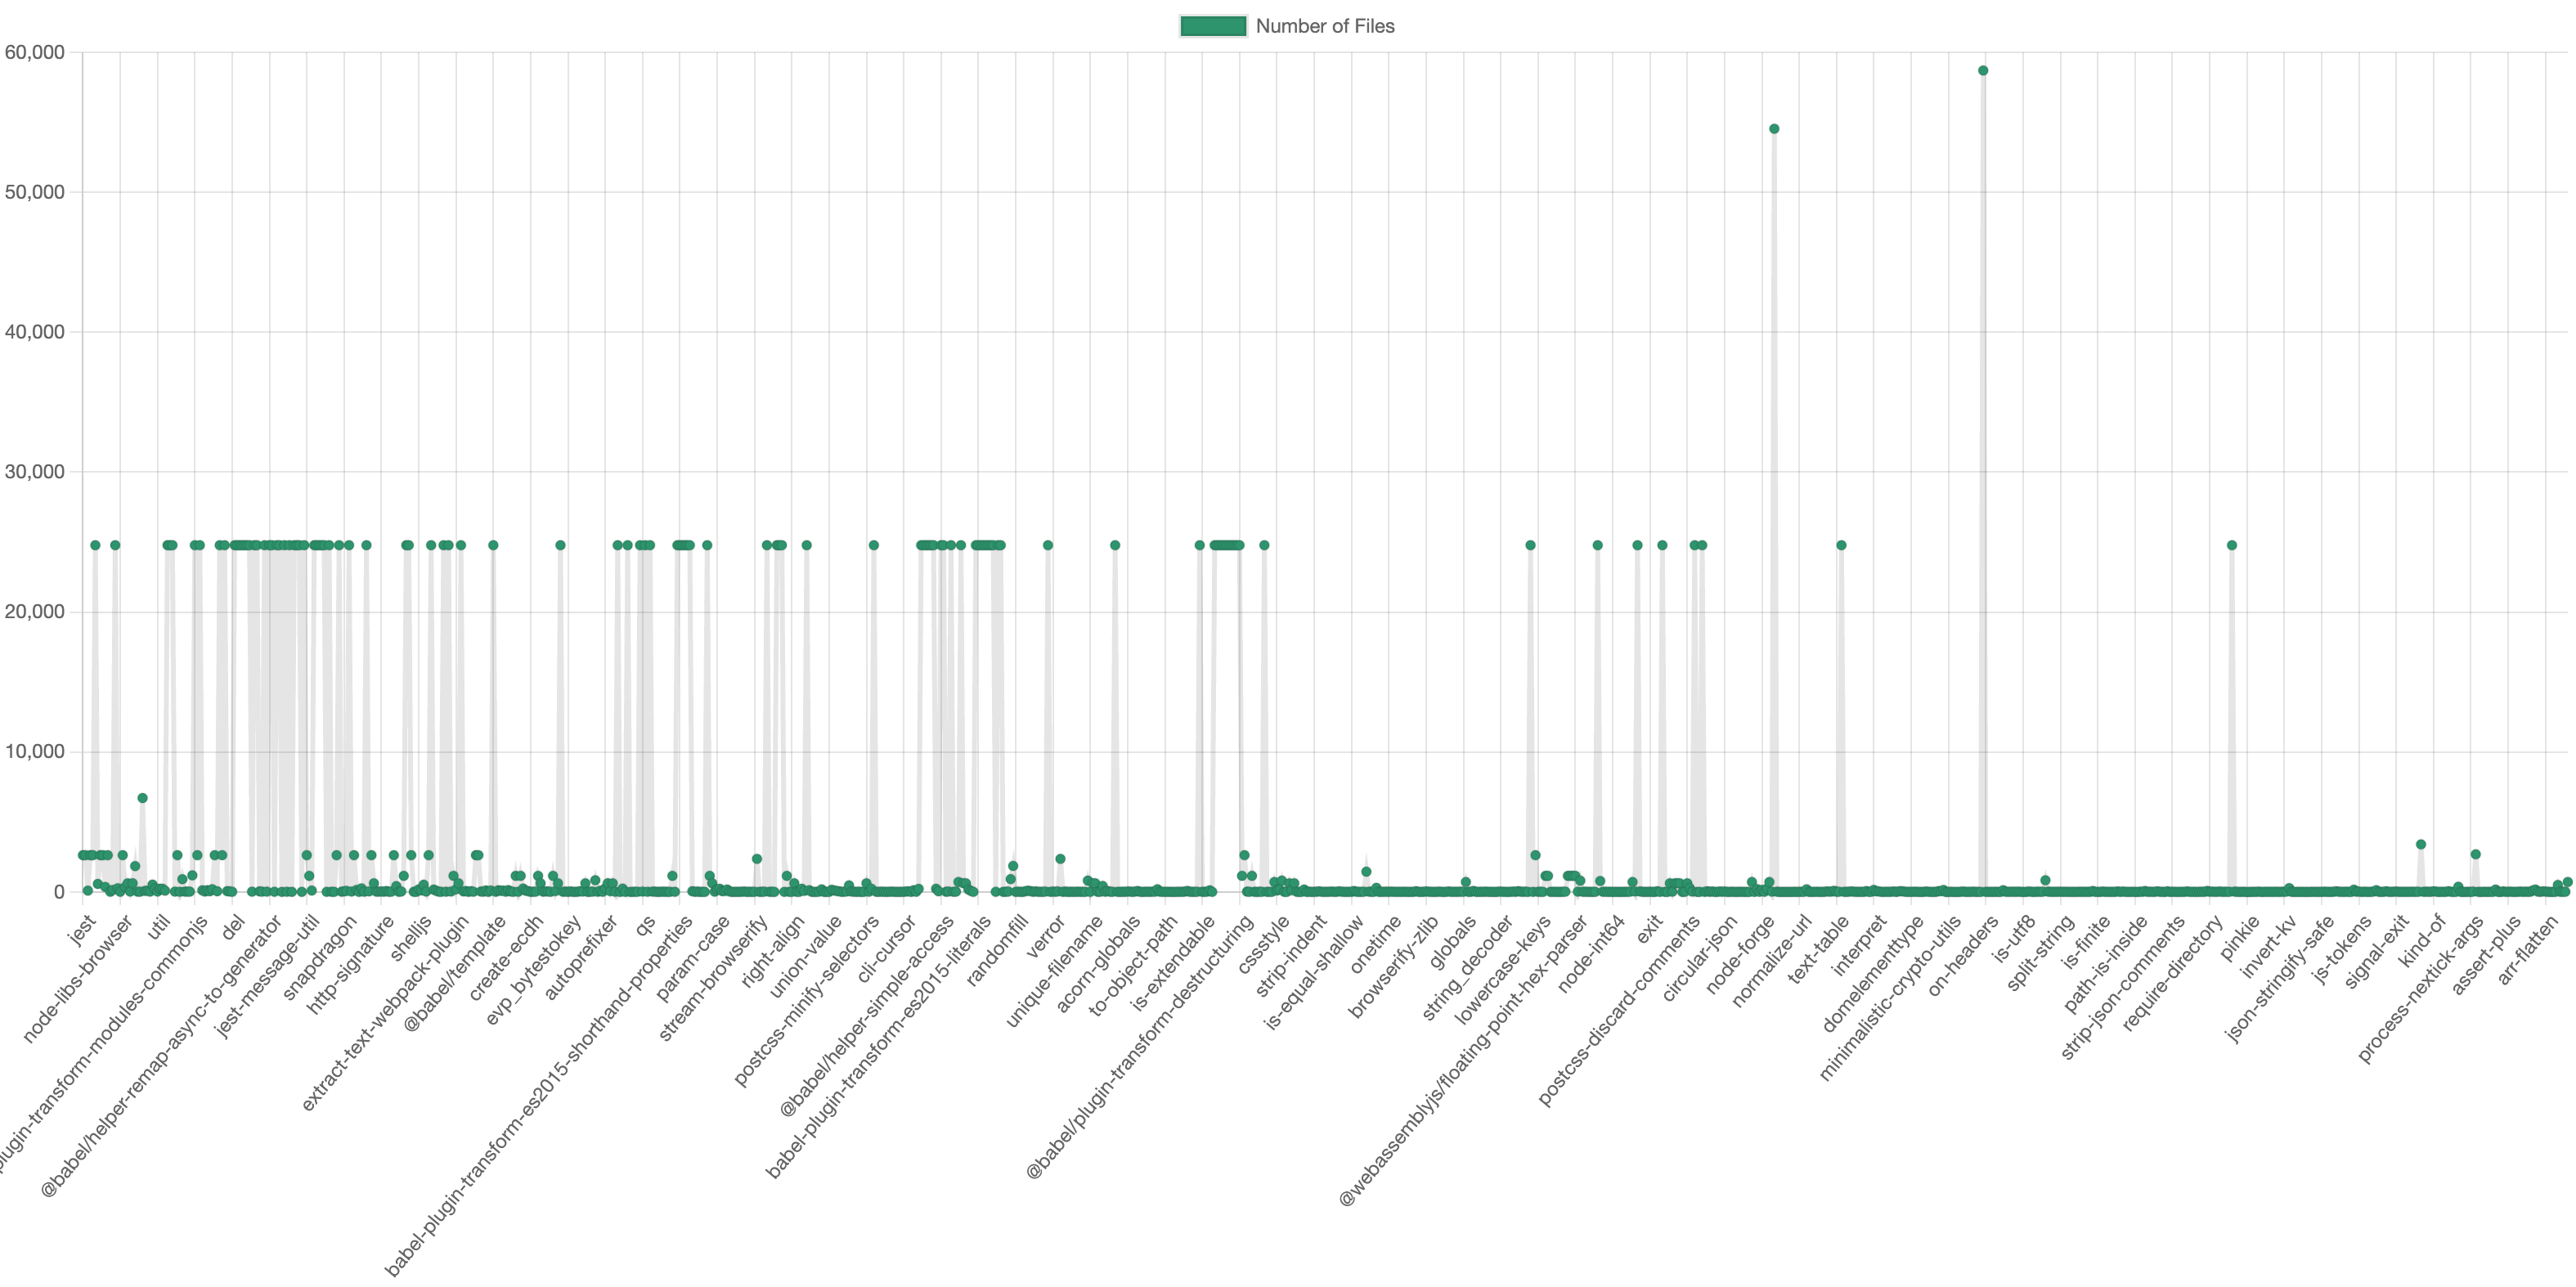 Number of Files
60,000
50,000
40,000
30,000
20,000
10,000
0
jest
node-libs-browser
util
plugin-transform-modules-commonjs
del
@babel/helper-remap-async-to-generator
jest-message-util
snapdragon
http-signature
shelljs
extract-text-webpack-plugin
@babel/template
create-ecdh
evp_bytestokey
autoprefixer
qs
babel-plugin-transform-es2015-shorthand-properties
param-case
stream-browserify
right-align
union-value
postcss-minify-selectors
cli-cursor
@babel/helper-simple-access
babel-plugin-transform-es2015-literals
randomfill
verror
unique-filename
acorn-globals
to-object-path
is-extendable
@babel/plugin-transform-destructuring
cssstyle
strip-indent
is-equal-shallow
onetime
browserify-zlib
globals
string_decoder
lowercase-keys
@webassemblyjs/floating-point-hex-parser
node-int64
exit
postcss-discard-comments
circular-json
node-forge
normalize-url
text-table
interpret
domelementtype
minimalistic-crypto-utils
on-headers
is-utf8
split-string
is-finite
path-is-inside
strip-json-comments
require-directory
pinkie
invert-kv
json-stringify-safe
js-tokens
signal-exit
kind-of
process-nextick-args
assert-plus
arr-flatten